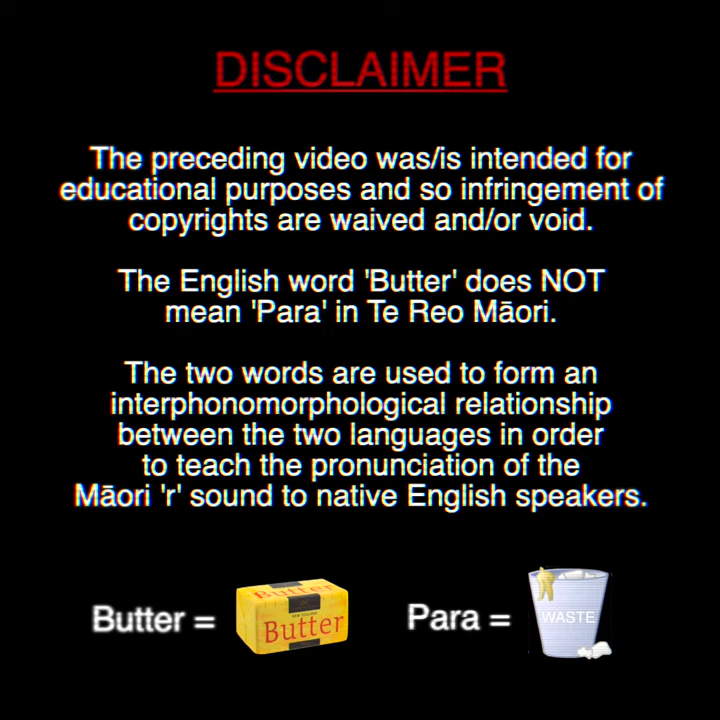 DISCLAIMER
The preceding video was/is intended for
educational purposes and so infringement of
copyrights are waived and/or void.
The English word 'Butter' does NOT
mean 'Para' in Te Reo Māori.
The two words are used to form an
interphonomorphological relationship
between the two languages in order
to teach the pronunciation of the
Māori 'r' sound to native English speakers.
Butter =
Butter
NEW ZEALAND
Butter
Para =
WASTE